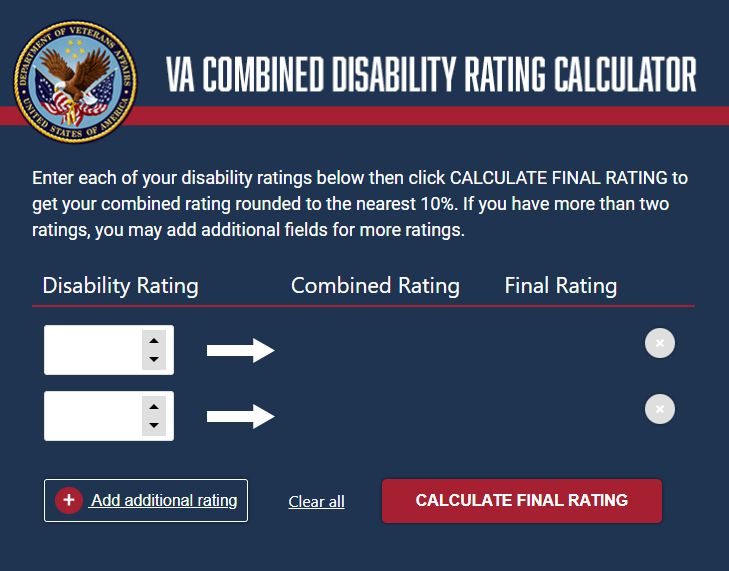 DEPARTMENT OF VETERANS AFFAIRS
UNITED STATES OF AMERICA
VA COMBINED DISABILITY RATING CALCULATOR
Enter each of your disability ratings below then click CALCULATE FINAL RATING to
get your combined rating rounded to the nearest 10%. If you have more than two
ratings, you may add additional fields for more ratings.
Disability Rating Combined Rating Final Rating
Add additional rating Clear all CALCULATE FINAL RATING